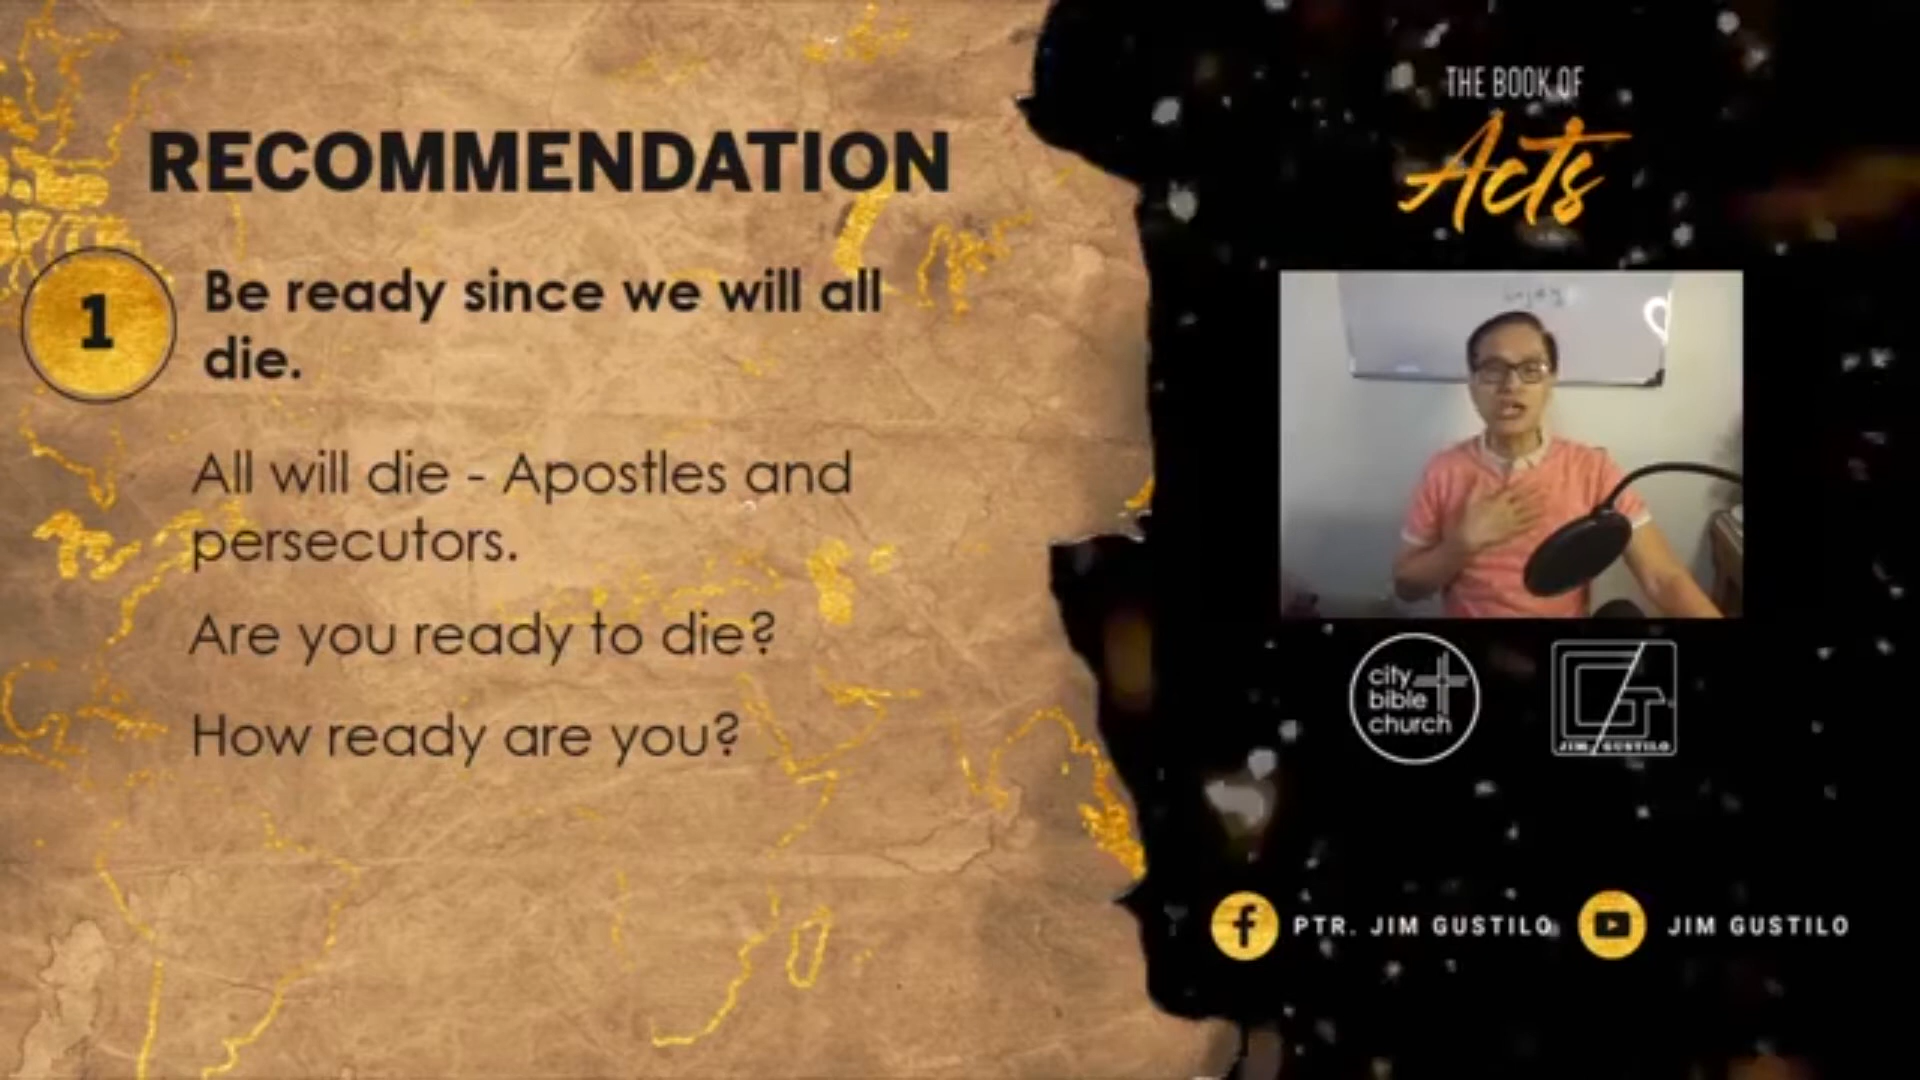 RECOMMENDATION
1
Be ready since we will all
die.
All will die - Apostles and
persecutors.
Are you ready to die?
How ready are you?
THE BOOK OF
Acts
city
bible
church
JIM GUSTILO
PTR. JIM GUSTILO
JIM GUSTILO